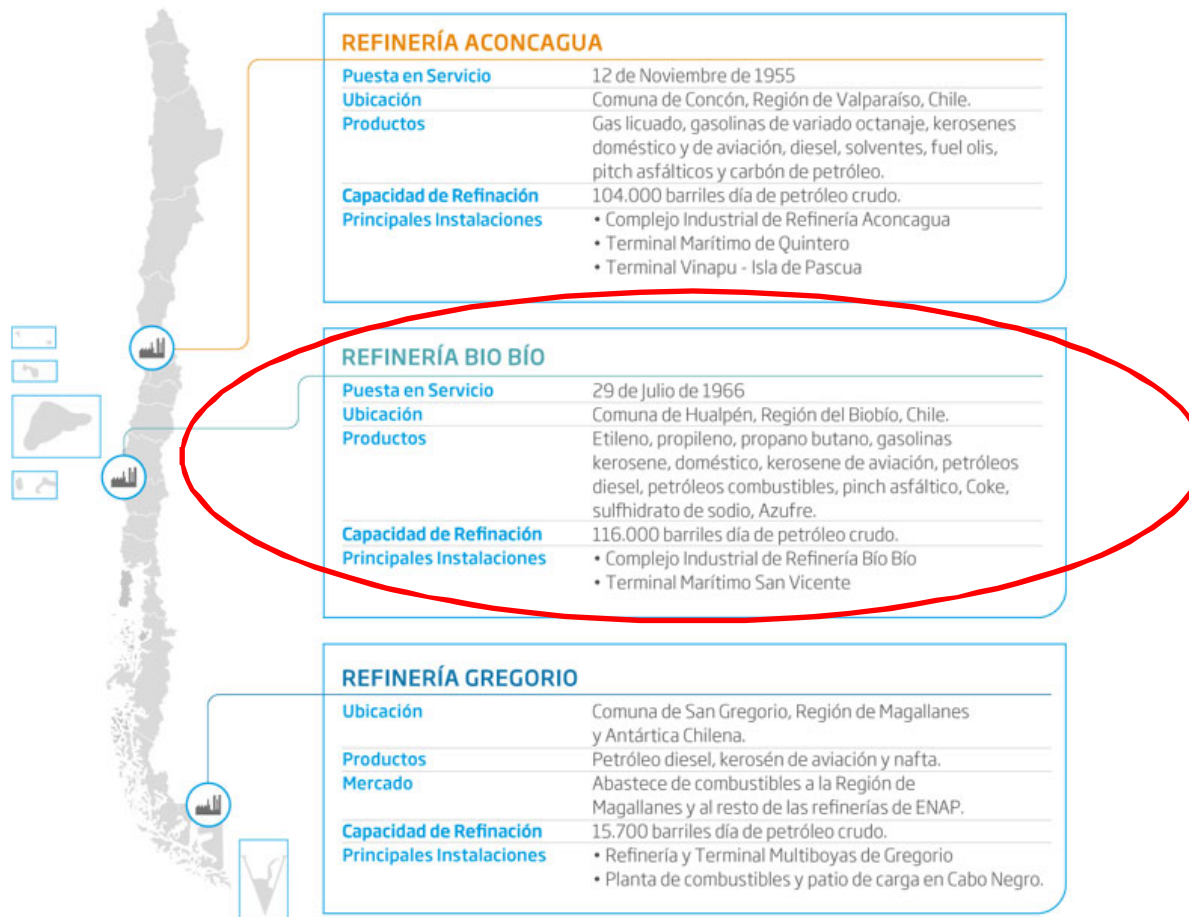 REFINERÍA ACONCAGUA
Puesta en Servicio 12 de Noviembre de 1955
Ubicación Comuna de Concón, Región de Valparaíso, Chile.
Productos Gas licuado, gasolinas de variado octanaje, kerosenes
doméstico y de aviación, diesel, solventes, fuel olis,
pitch asfálticos y carbón de petróleo.
Capacidad de Refinación 104.000 barriles día de petróleo crudo.
Principales Instalaciones • Complejo Industrial de Refinería Aconcagua
• Terminal Marítimo de Quintero
• Terminal Vinapu - Isla de Pascua
REFINERÍA BIO BÍO
Puesta en Servicio 29 de Julio de 1966
Ubicación Comuna de Hualpén, Región del Biobío, Chile.
Productos Etileno, propileno, propano butano, gasolinas
kerosene, doméstico, kerosene de aviación, petróleos
diesel, petróleos combustibles, pinch asfáltico, Coke,
sulfhidrato de sodio, Azufre.
Capacidad de Refinación 116.000 barriles día de petróleo crudo.
Principales Instalaciones • Complejo Industrial de Refinería Bío Bío
• Terminal Marítimo San Vicente
REFINERÍA GREGORIO
Ubicación Comuna de San Gregorio, Región de Magallanes
y Antártica Chilena.
Productos Petróleo diesel, kerosén de aviación y nafta.
Mercado Abastece de combustibles a la Región de
Magallanes y al resto de las refinerías de ENAP.
Capacidad de Refinación 15.700 barriles día de petróleo crudo.
Principales Instalaciones • Refinería y Terminal Multiboyas de Gregorio
• Planta de combustibles y patio de carga en Cabo Negro.